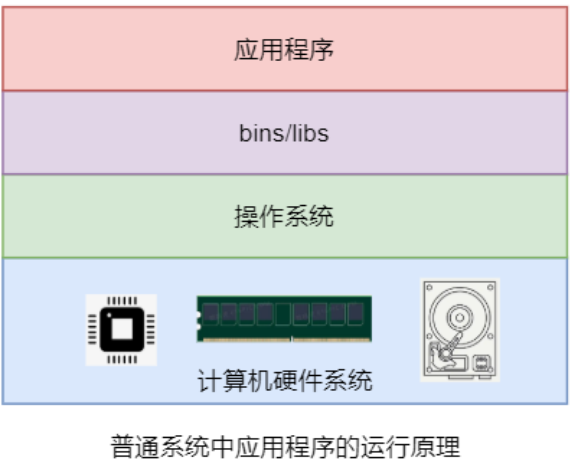 应用程序
bins/libs
操作系统
计算机硬件系统
普通系统中应用程序的运行原理